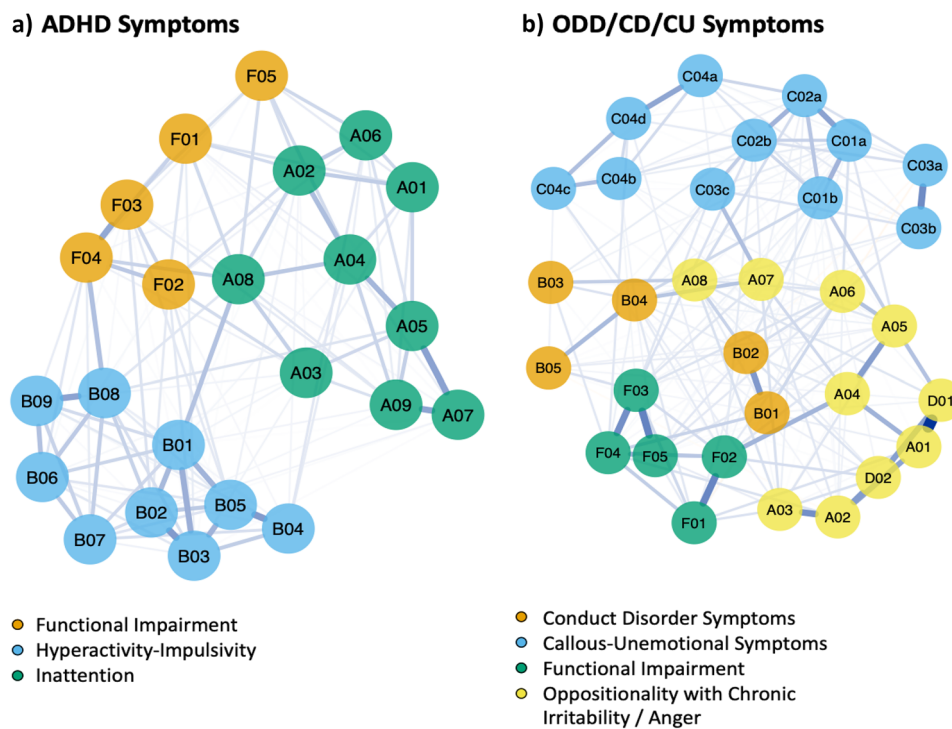 a) ADHD Symptoms
F05
F01
A06
A02
A01
F03
F04
F02
A08
A04
A05
A03
A09
A07
B09
B08
B01
B06
B02
B05
B04
B07
B03
Functional Impairment
Hyperactivity-Impulsivity
Inattention
b) ODD/CD/CU Symptoms
C04a
C02a
C04d
C02b
C01a
C03a
C04c
C04b
C03c
C01b
C03b
B03
B04
A08
A07
A06
A05
B02
B05
F03
A04
D01
B01
F04
F05
F02
A01
D02
F01
A03
A02
Conduct Disorder Symptoms
Callous-Unemotional Symptoms
Functional Impairment
Oppositionality with Chronic
Irritability / Anger